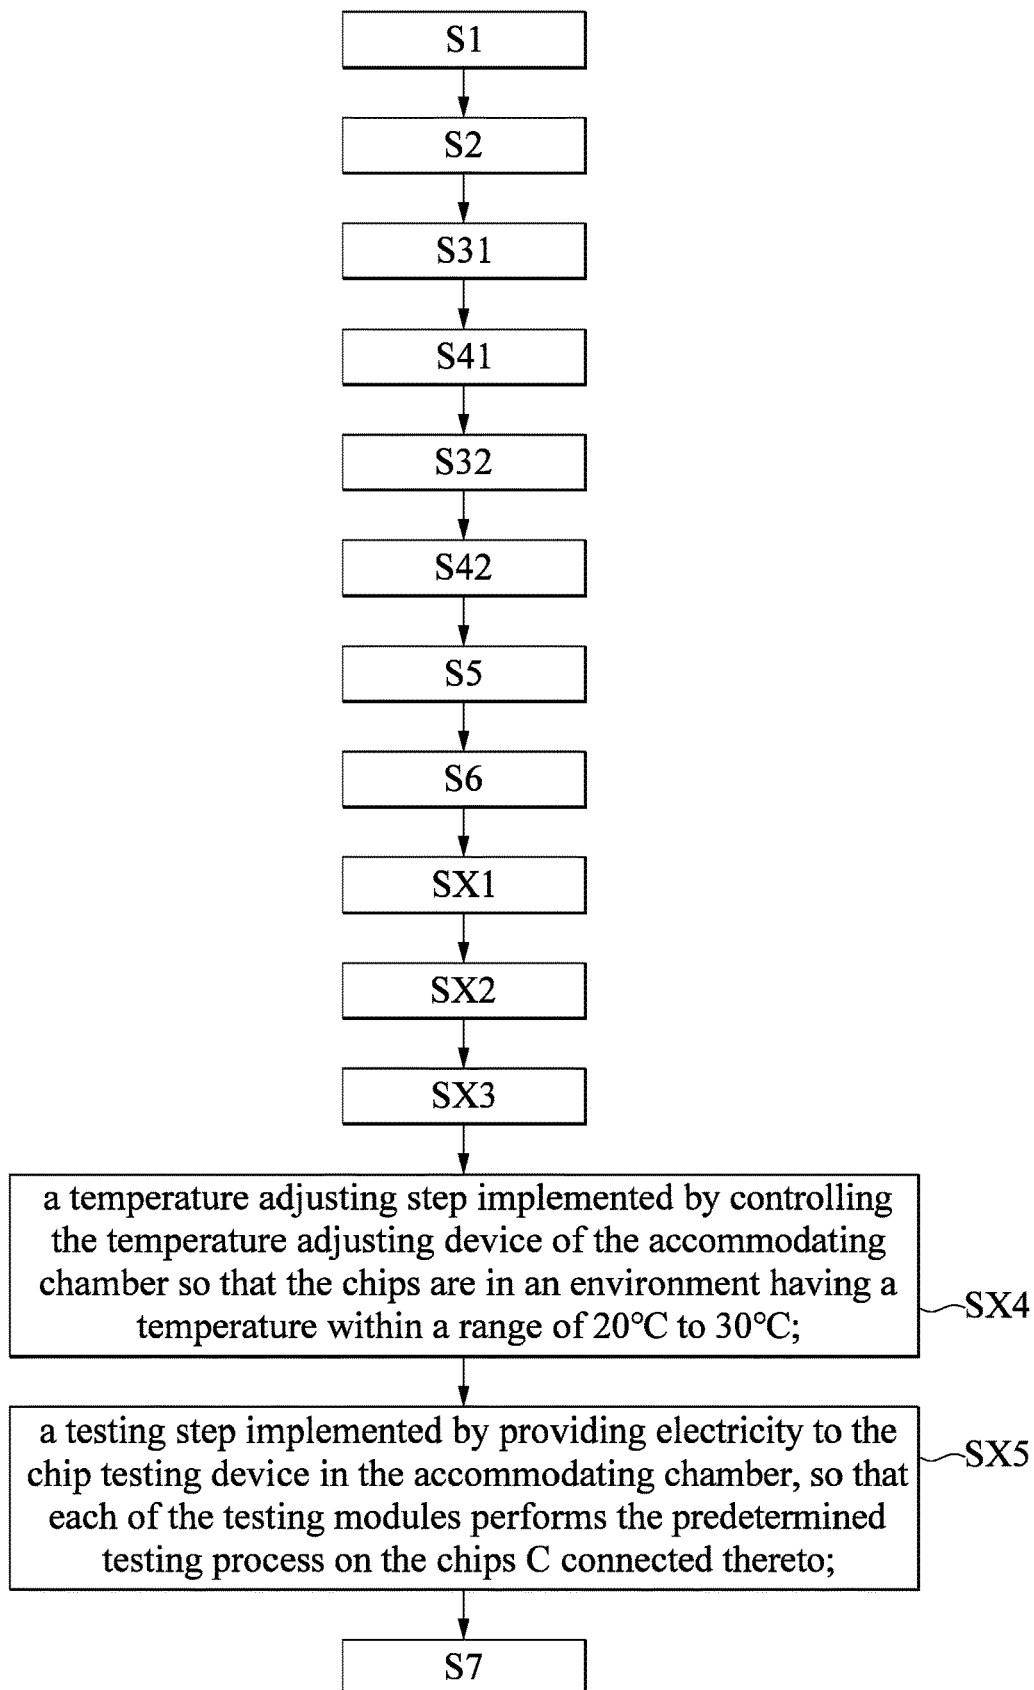 S1
S2
S31
S41
S32
S42
S5
S6
SX1
SX2
SX3
a temperature adjusting step implemented by controlling
the temperature adjusting device of the accommodating
chamber so that the chips are in an environment having a
temperature within a range of 20℃ to 30℃;
SX4
a testing step implemented by providing electricity to the
chip testing device in the accommodating chamber, so that
each of the testing modules performs the predetermined
testing process on the chips C connected thereto;
SX5
S7